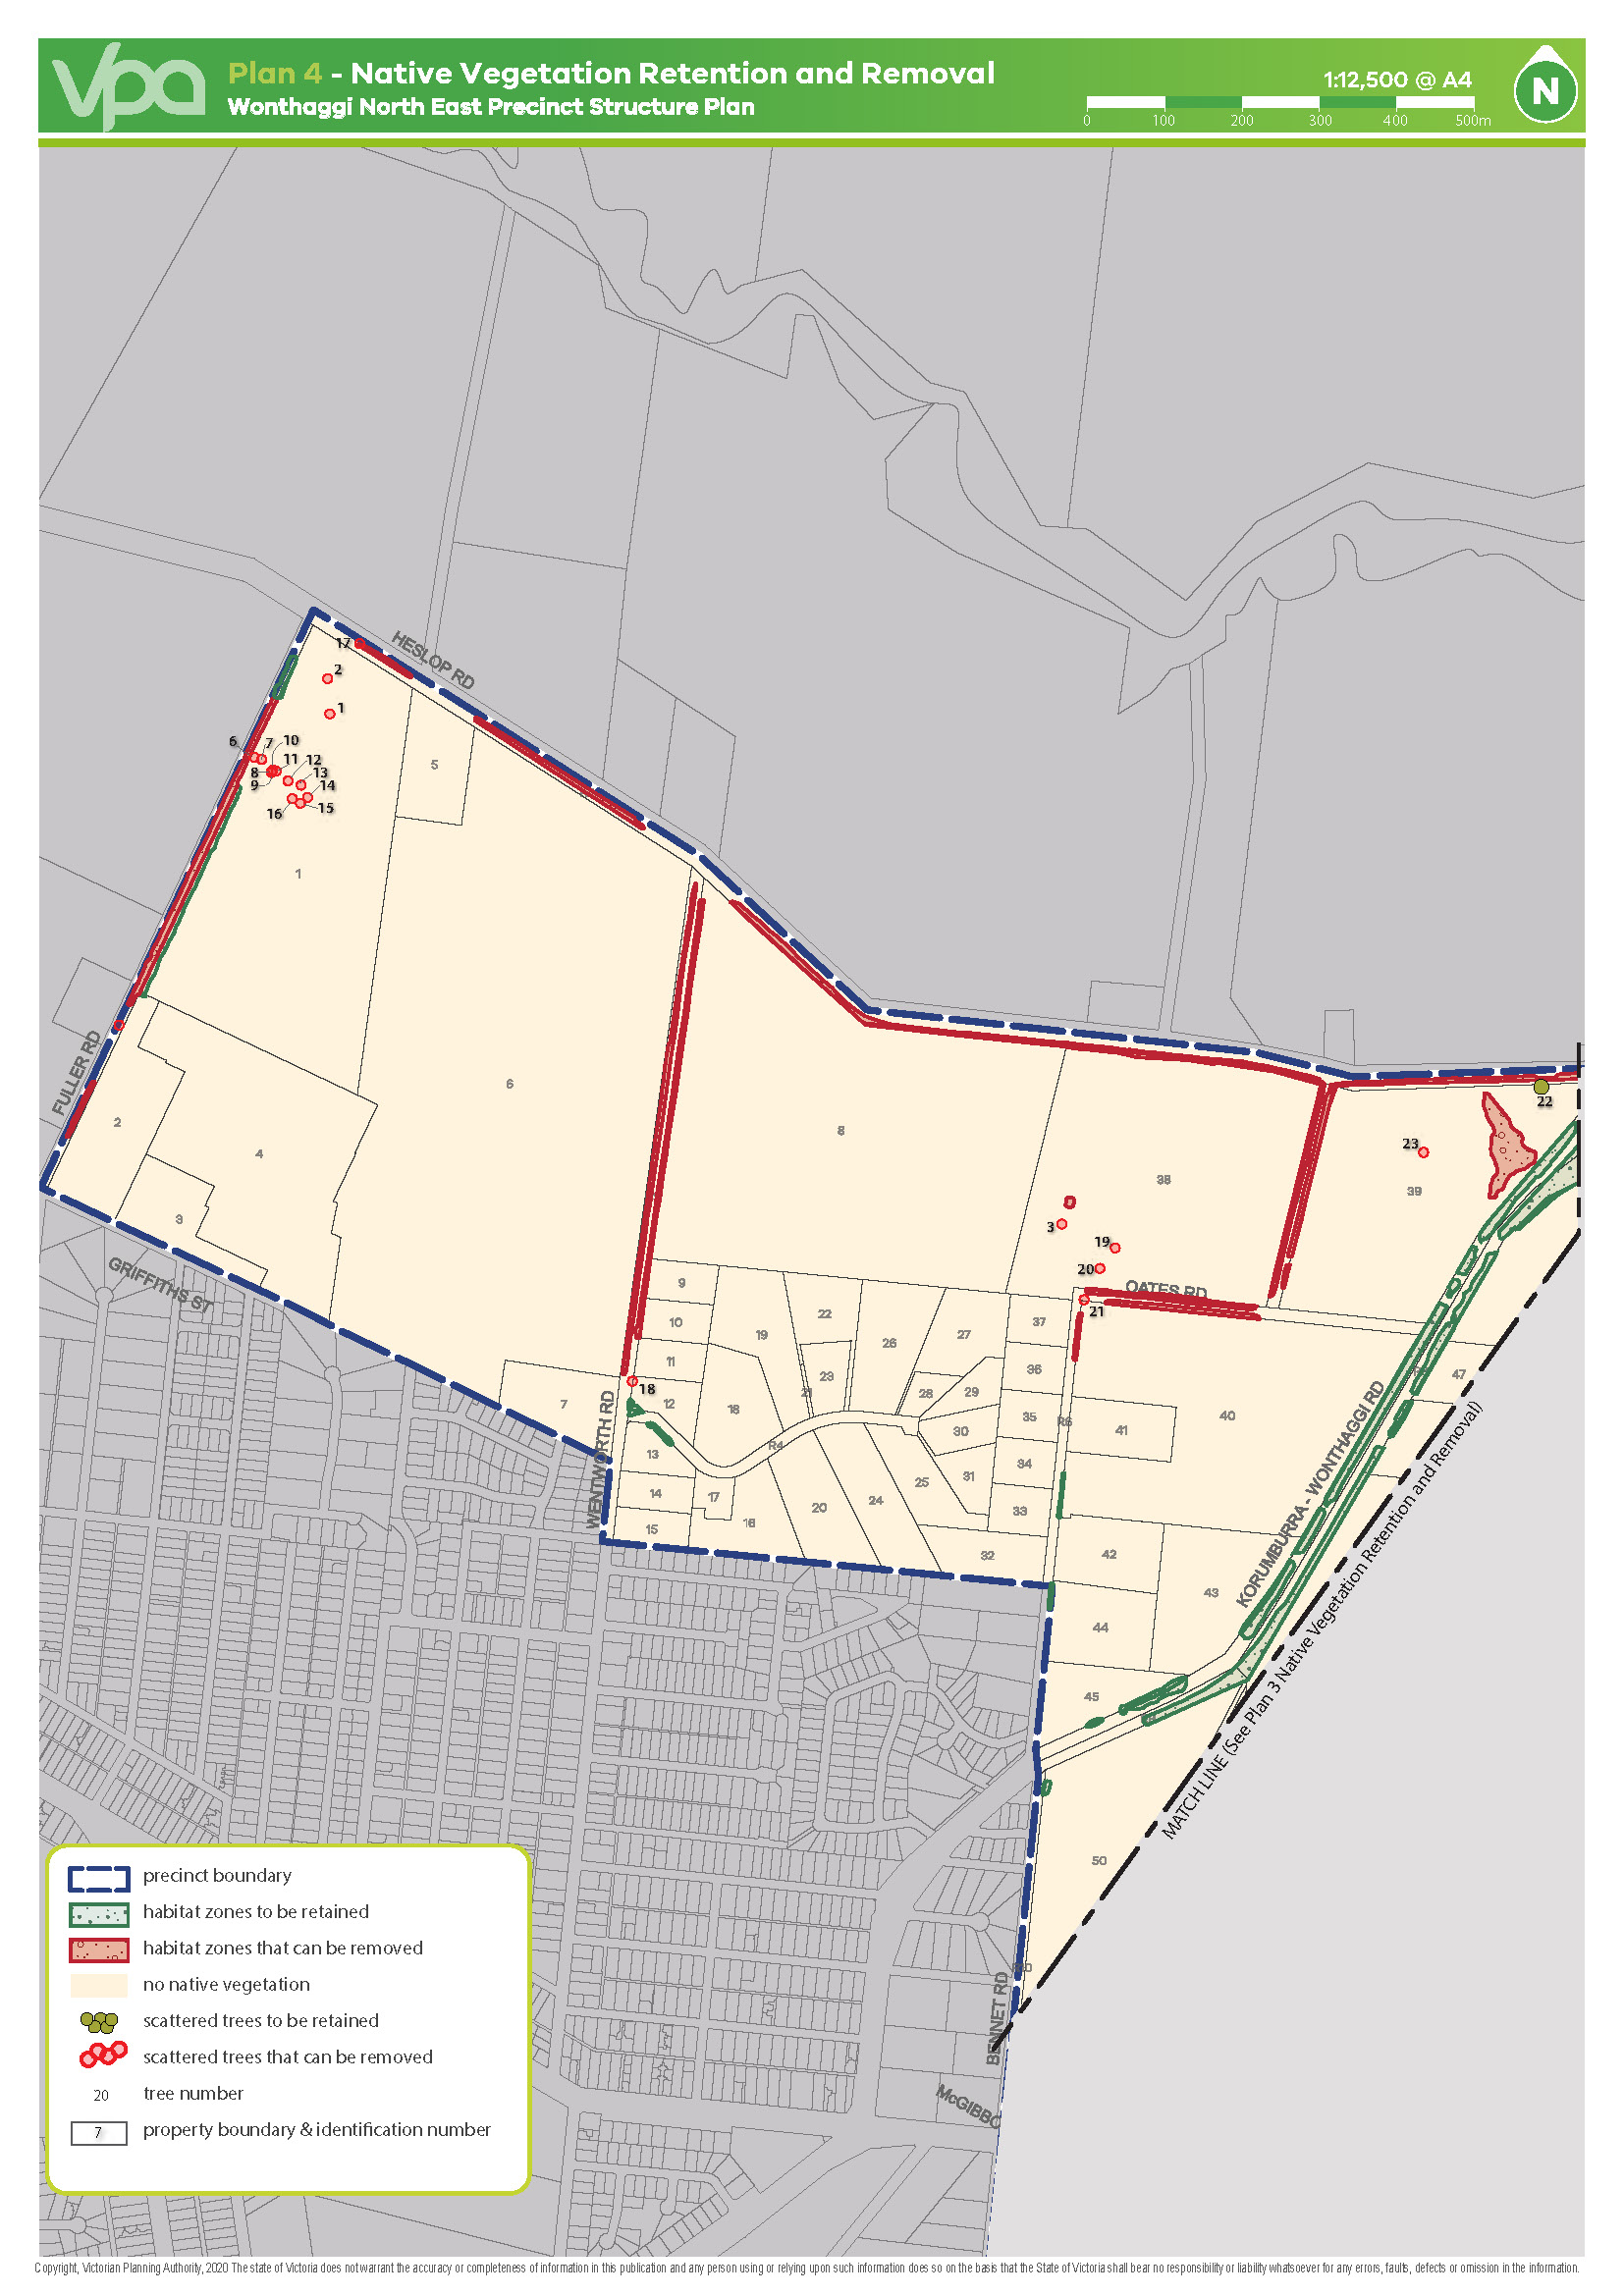 vpa
Plan 4 - Native Vegetation Retention and Removal
Wonthaggi North East Precinct Structure Plan
1:12,500 @ A4
0 100 200 300 400 500m
N
HESLOP RD
17
2
1
6
7
10
11
12
8
13
9
14
16
15
5
1
FULLER RD
6
2
4
3
8
38
22
23
39
3
19
20
OATES RD
21
GRIFFITHS ST
9
10
11
18
12
7
13
14
15
WENTWORTH RD
19
22
23
21
18
R4
17
16
20
26
27
28
29
30
24
25
31
32
37
36
35
34
33
R6
41
40
47
42
43
44
45
50
KORUMBURRA - WONTHAGGI RD
MATCH LINE (See Plan 3 Native Vegetation Retention and Removal)
BENNET RD
McGIBBO
precinct boundary
habitat zones to be retained
habitat zones that can be removed
no native vegetation
scattered trees to be retained
scattered trees that can be removed
20 tree number
7 property boundary & identification number
Copyright, Victorian Planning Authority, 2020 The state of Victoria does not warrant the accuracy or completeness of information in this publication and any person using or relying upon such information does so on the basis that the State of Victoria shall bear no responsibility or liability whatsoever for any errors, faults, defects or omission in the information.